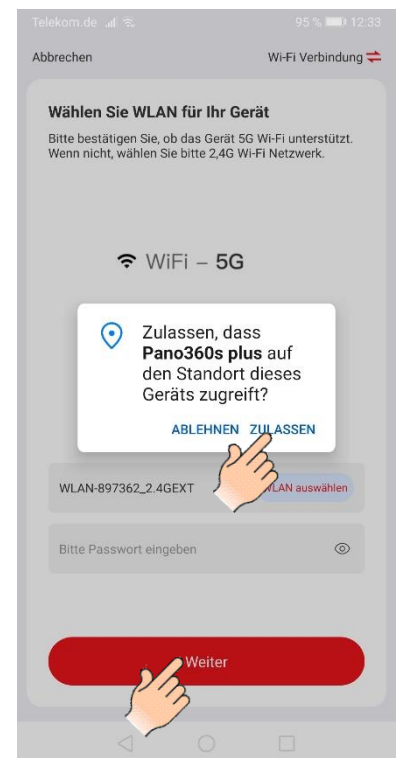 Telekom.de 95 % 12:33
Abbrechen Wi-Fi Verbindung
Wählen Sie WLAN für Ihr Gerät
Bitte bestätigen Sie, ob das Gerät 5G Wi-Fi unterstützt.
Wenn nicht, wählen Sie bitte 2,4G Wi-Fi Netzwerk.
WiFi – 5G
Zulassen, dass
Pano360s plus auf
den Standort dieses
Geräts zugreift?
ABLEHNEN ZULASSEN
WLAN-897362_2.4GEXT WLAN auswählen
Bitte Passwort eingeben
Weiter